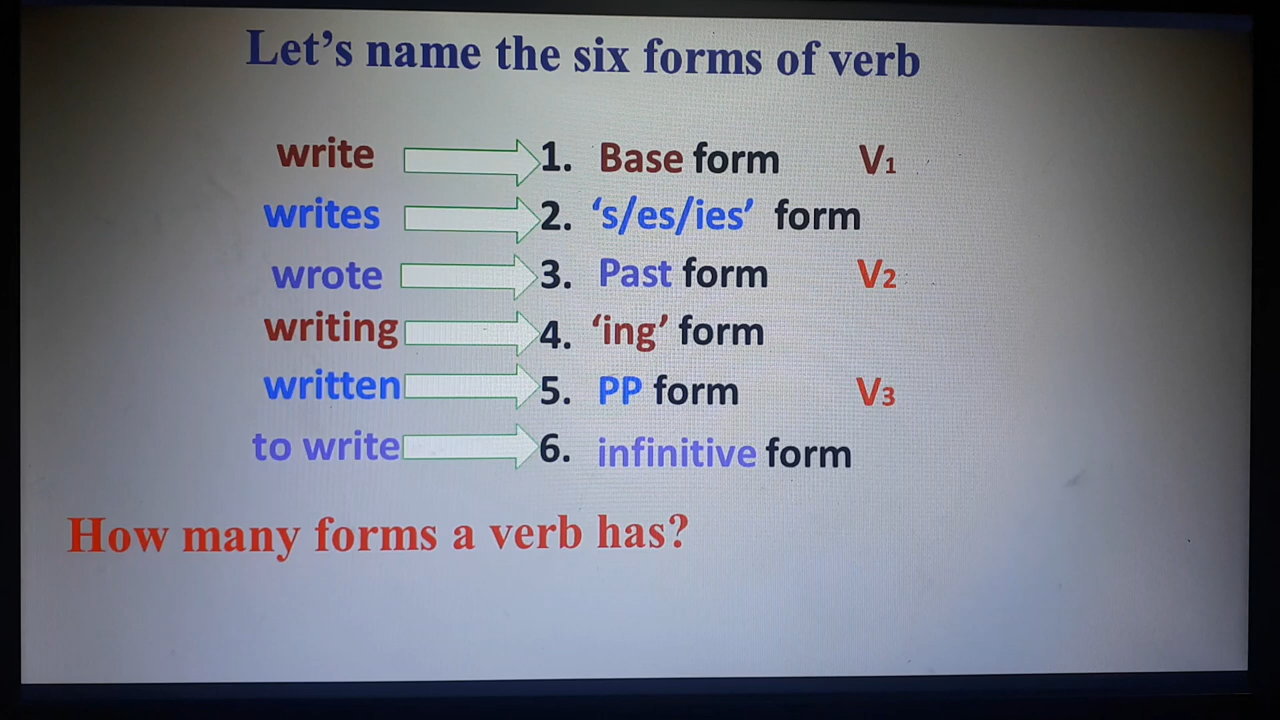 Let's name the six forms of verb
write 1. Base form V1
writes 2. ‘s/es/ies’ form
wrote 3. Past form V2
writing 4. ‘ing’ form
written 5. PP form V3
to write 6. infinitive form
How many forms a verb has?